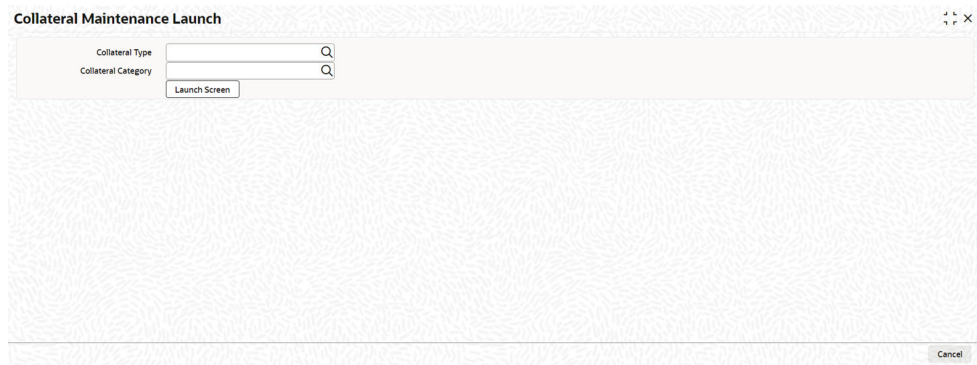 Collateral Maintenance Launch
Collateral Type
Collateral Category
Launch Screen
Cancel